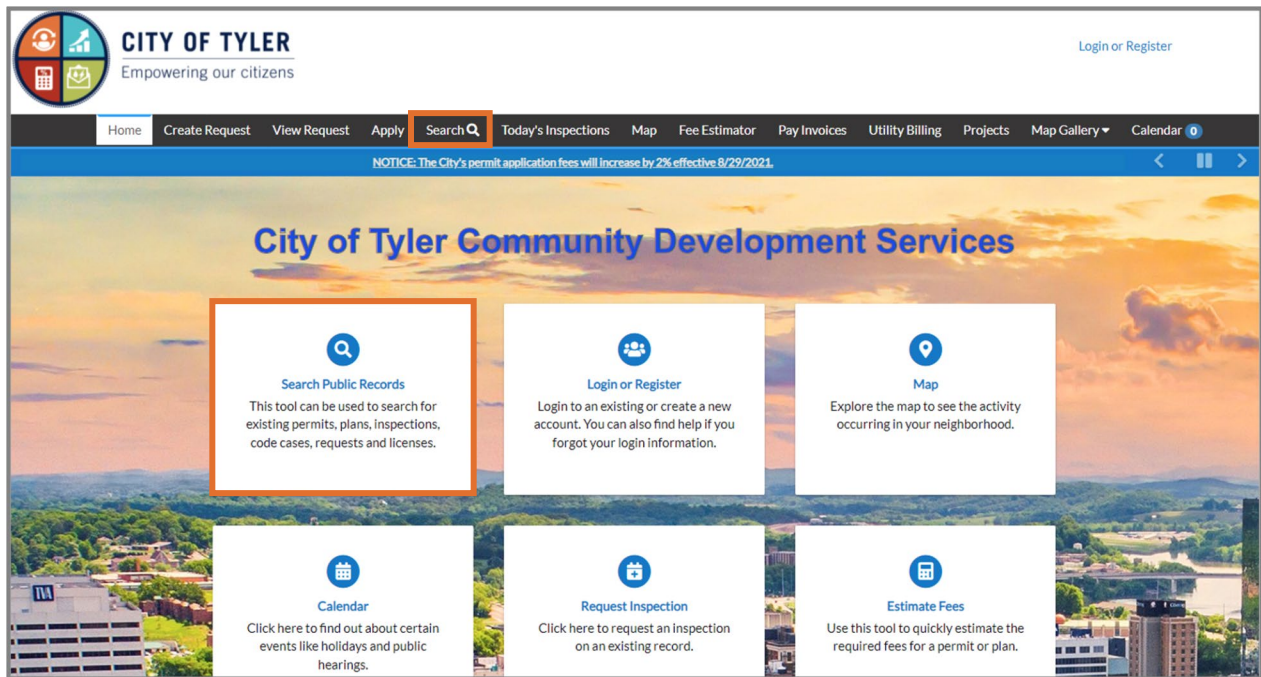 CITY OF TYLER
Empowering our citizens
Login or Register
Home Create Request View Request Apply Search Today's Inspections Map Fee Estimator Pay Invoices Utility Billing Projects Map Gallery Calendar 0
NOTICE: The City's permit application fees will increase by 2% effective 8/29/2021.
City of Tyler Community Development Services
Search Public Records
This tool can be used to search for
existing permits, plans, inspections,
code cases, requests and licenses.
Login or Register
Login to an existing or create a new
account. You can also find help if you
forgot your login information.
Map
Explore the map to see the activity
occurring in your neighborhood.
Calendar
Click here to find out about certain
events like holidays and public
hearings.
Request Inspection
Click here to request an inspection
on an existing record.
Estimate Fees
Use this tool to quickly estimate the
required fees for a permit or plan.
TVA